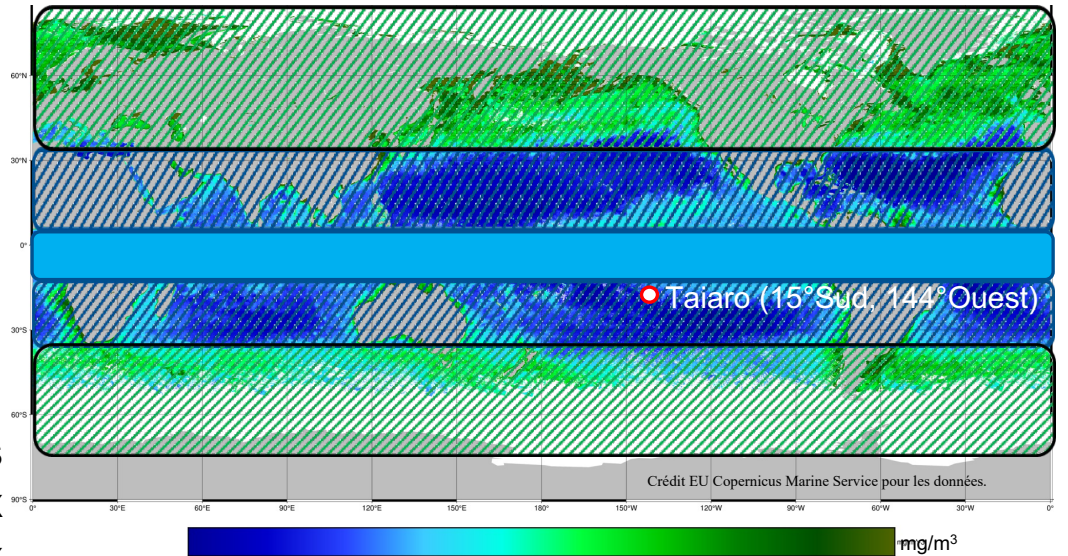 60°N
30°N
0°
Taiaro (15°Sud, 144°Ouest)
30°S
60°S
Crédit EU Copernicus Marine Service pour les données.
90°S
0° 30°E 60°E 90°E 120°E 150°E 180° 150°W 120°W 90°W 60°W 30°W 0°
mg/m³